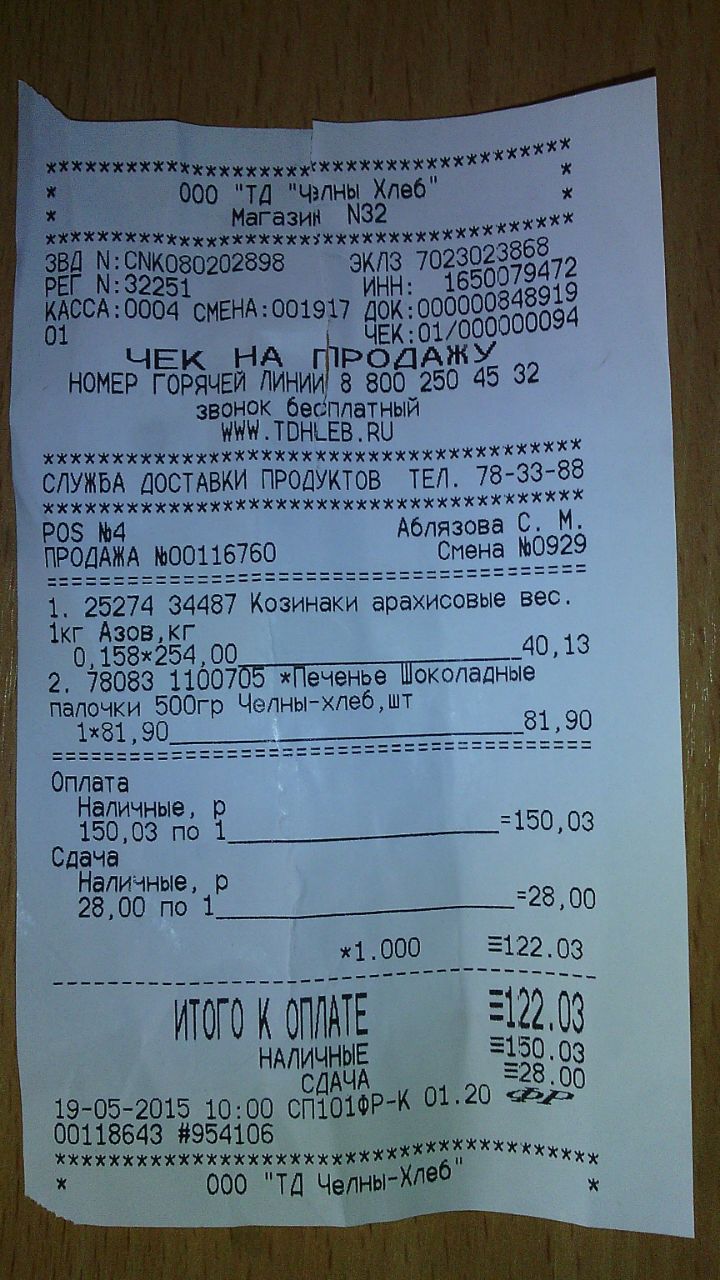 ***************************************
* ООО "ТД "Челны Хлеб" *
* Магазин N32 *
***************************************
ЗВД N:CNK080202898 ЭКЛЗ 7023023868
РЕГ N:32251 ИНН: 1650079472
КАССА:0004 СМЕНА:001917 ДОК:000000848919
01 ЧЕК:01/000000094
ЧЕК НА ПРОДАЖУ
НОМЕР ГОРЯЧЕЙ ЛИНИИ 8 800 250 45 32
звонок бесплатный
WWW.TDHLEB.RU
***************************************
СЛУЖБА ДОСТАВКИ ПРОДУКТОВ ТЕЛ. 78-33-88
***************************************
POS №4 Аблязова С. М.
ПРОДАЖА №00116760 Смена №0929
=======================================
1. 25274 34487 Козинаки арахисовые вес.
1кг Азов,кг
0,158*254,00____________________40,13
2. 78083 1100705 *Печенье Шоколадные
палочки 500гр Челны-хлеб,шт
1*81,90_________________________81,90
=======================================
Оплата
Наличные, р
150,03 по 1___________________=150,03
Сдача
Наличные, р
28,00 по 1_____________________=28,00
*1.000 ≡122.03
---------------------------------------
ИТОГО К ОПЛАТЕ ≡122.03
НАЛИЧНЫЕ ≡150.03
СДАЧА ≡28.00
19-05-2015 10:00 СП101ФР-К 01.20 ФР
00118643 #954106
***************************************
* ООО "ТД Челны-Хлеб" *